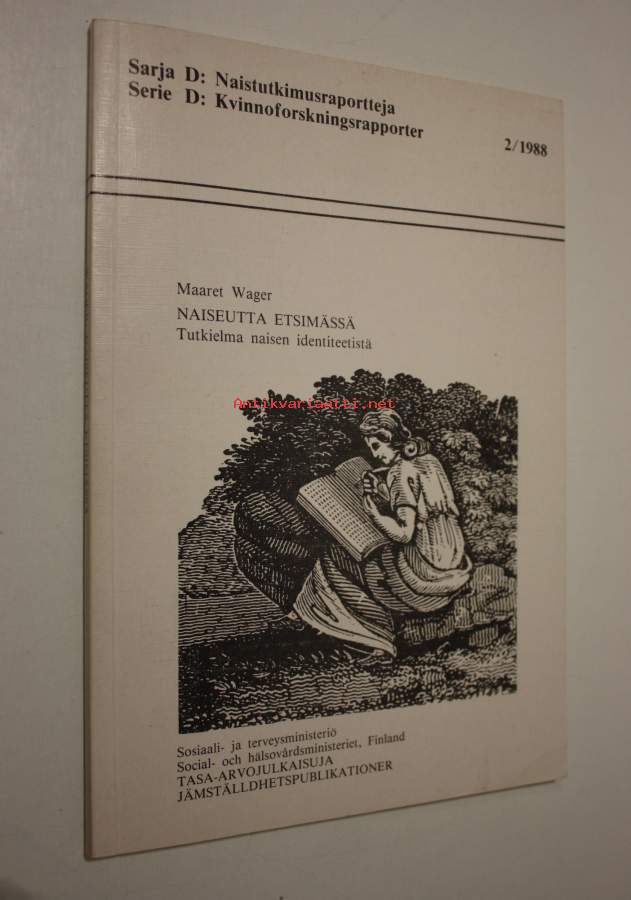 Sarja D: Naistutkimusraportteja
Serie D: Kvinnoforskningsrapporter
2/1988
Maaret Wager
NAISEUTTA ETSIMÄSSÄ
Tutkielma naisen identiteetistä
Antikvariaatti.net
Sosiaali- ja terveysministeriö
Social- och hälsovårdsministeriet, Finland
TASA-ARVOJULKAISUJA
JÄMSTÄLLDHETSPUBLIKATIONER